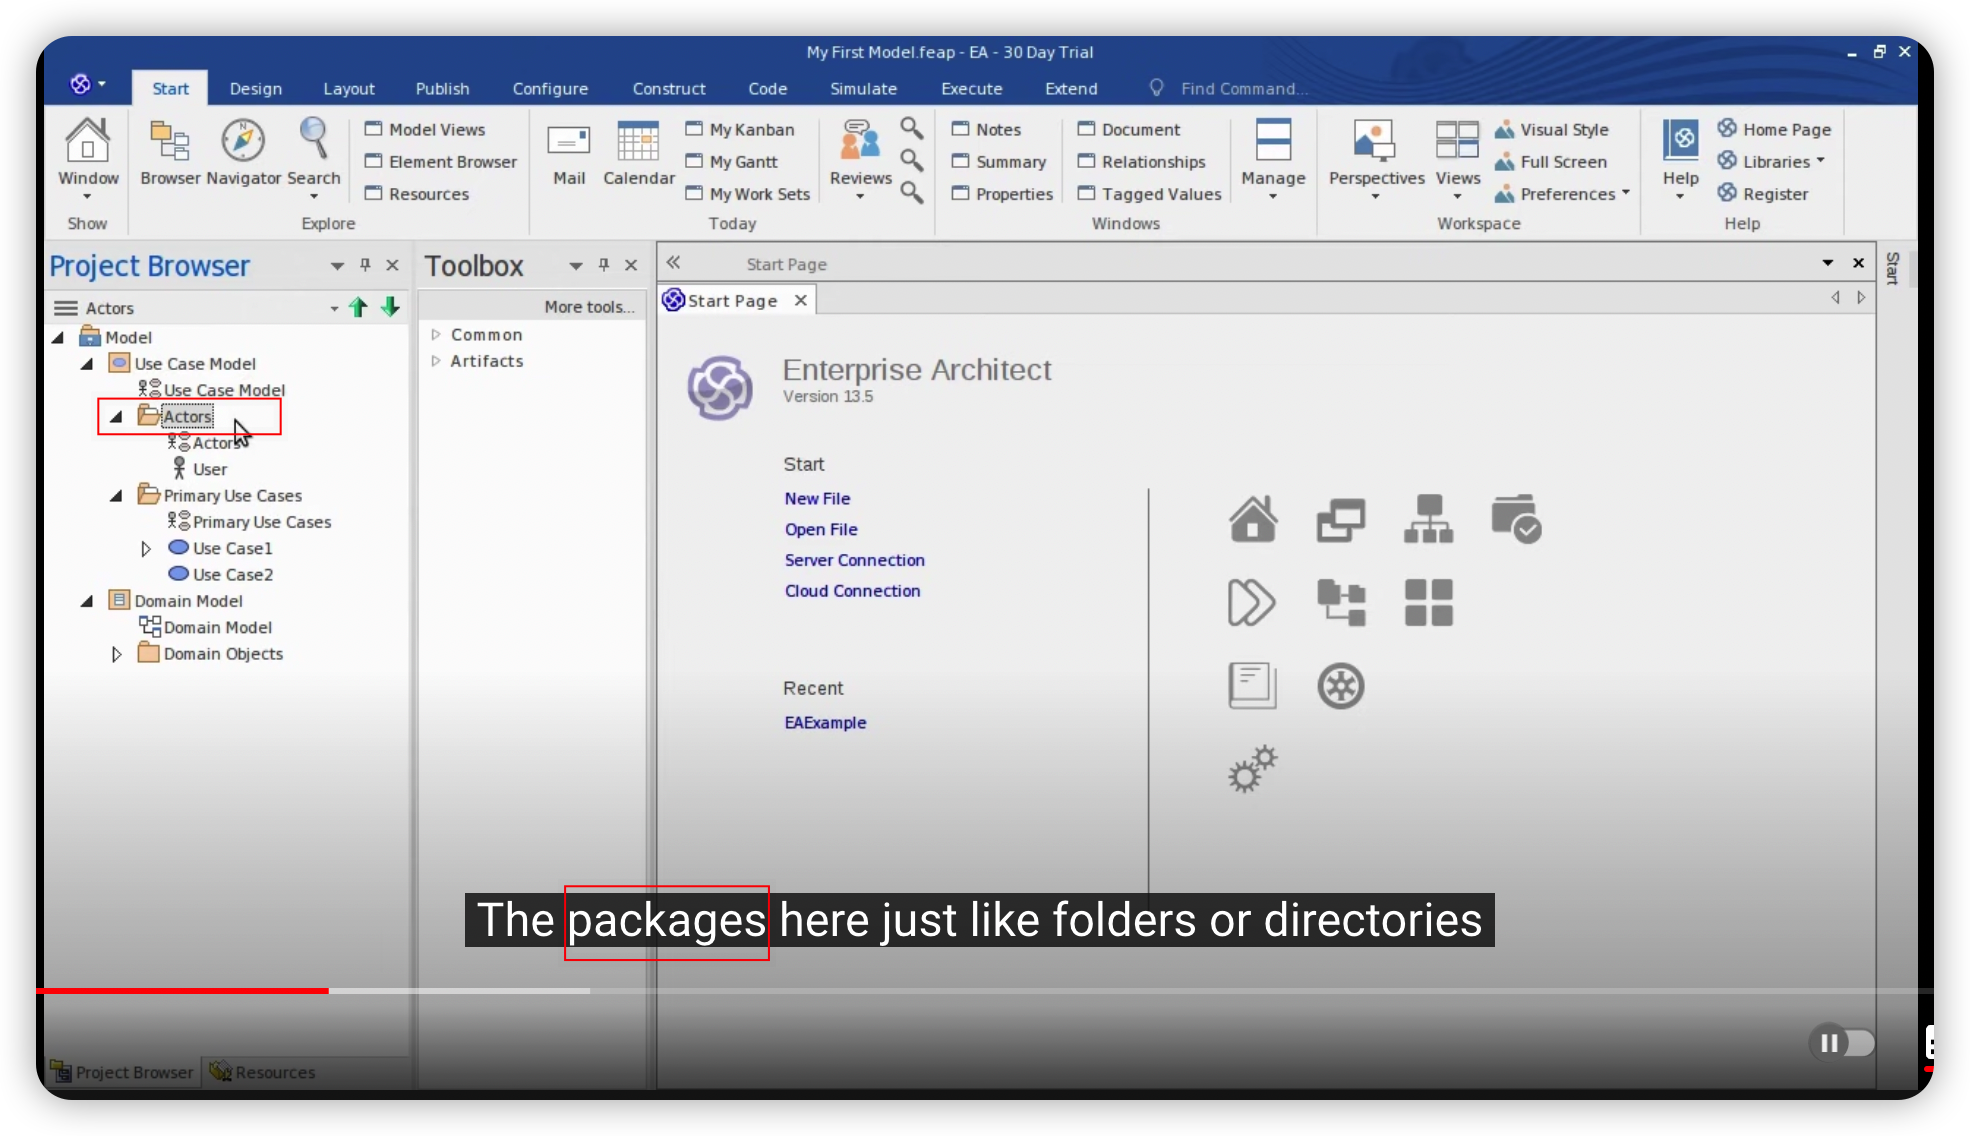 My First Model.feap - EA - 30 Day Trial
Start Design Layout Publish Configure Construct Code Simulate Execute Extend Find Command...
Window
Show
Browser Navigator Search
Model Views
Element Browser
Resources
Explore
Mail Calendar
My Kanban
My Gantt
My Work Sets
Reviews
Today
Notes
Summary
Properties
Document
Relationships
Tagged Values
Manage
Windows
Perspectives Views
Visual Style
Full Screen
Preferences
Workspace
Help
Home Page
Libraries
Register
Help
Project Browser
Actors
Model
Use Case Model
Use Case Model
Actors
Actors
User
Primary Use Cases
Primary Use Cases
Use Case1
Use Case2
Domain Model
Domain Model
Domain Objects
Project Browser Resources
Toolbox
More tools...
Common
Artifacts
Start Page
Start Page
Start
Enterprise Architect
Version 13.5
Start
New File
Open File
Server Connection
Cloud Connection
Recent
EAExample
The packages here just like folders or directories